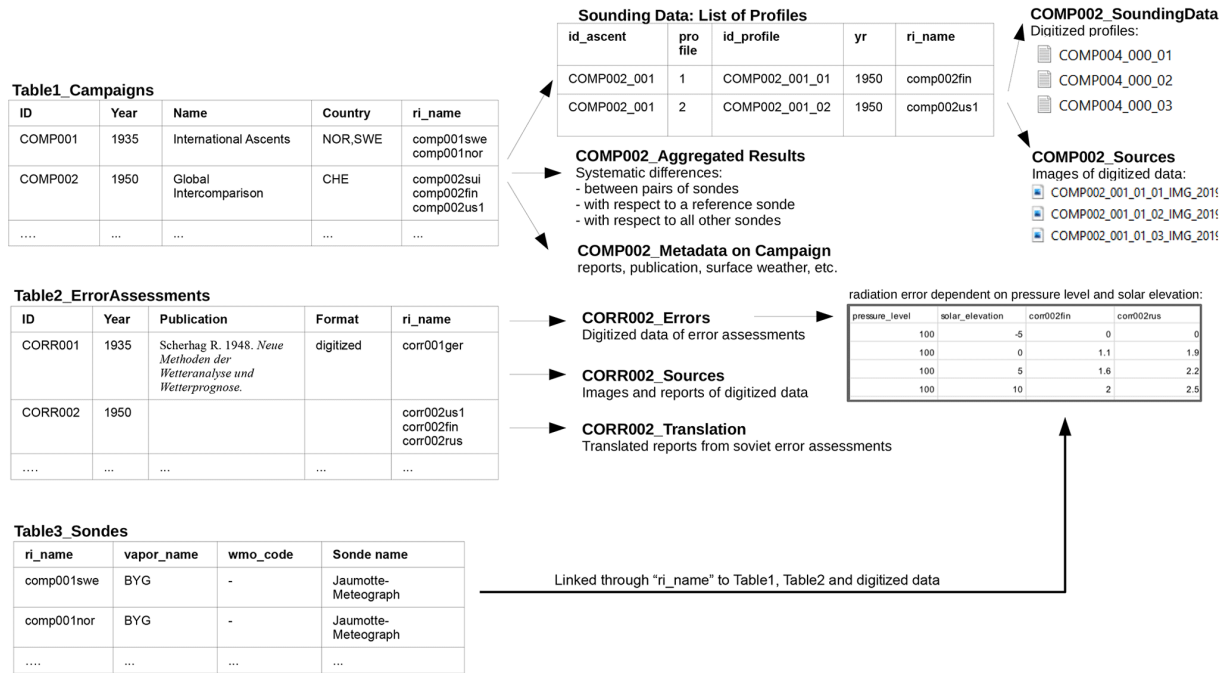 Sounding Data: List of Profiles
id_ascent pro file id_profile yr ri_name
COMP002_001 1 COMP002_001_01 1950 comp002fin
COMP002_001 2 COMP002_001_02 1950 comp002us1
COMP002_SoundingData
Digitized profiles:
COMP004_000_01
COMP004_000_02
COMP004_000_03
Table1_Campaigns
ID Year Name Country ri_name
COMP001 1935 International Ascents NOR,SWE comp001swe
comp001nor
COMP002 1950 Global CHE comp002sui
Intercomparison comp002fin
comp002us1
.... ... ... ... ...
COMP002_Aggregated Results
Systematic differences:
- between pairs of sondes
- with respect to a reference sonde
- with respect to all other sondes
COMP002_Sources
Images of digitized data:
COMP002_001_01_01_IMG_2019
COMP002_001_01_02_IMG_2019
COMP002_001_01_03_IMG_2019
COMP002_Metadata on Campaign
reports, publication, surface weather, etc.
Table2_ErrorAssessments
ID Year Publication Format ri_name
CORR001 1935 Scherhag R. 1948. Neue digitized corr001ger
Methoden der
Wetteranalyse und
Wetterprognose.
CORR002 1950 corr002us1
corr002fin
corr002rus
.... ... ... ... ...
CORR002_Errors
Digitized data of error assessments
CORR002_Sources
Images and reports of digitized data
CORR002_Translation
Translated reports from soviet error assessments
radiation error dependent on pressure level and solar elevation:
pressure_level solar_elevation corr002fin corr002rus
100 -5 0 0
100 0 1.1 1.9
100 5 1.6 2.2
100 10 2 2.5
Table3_Sondes
ri_name vapor_name wmo_code Sonde name
comp001swe BYG - Jaumotte-
Meteograph
comp001nor BYG - Jaumotte-
Meteograph
.... ... ... ...
Linked through “ri_name” to Table1, Table2 and digitized data